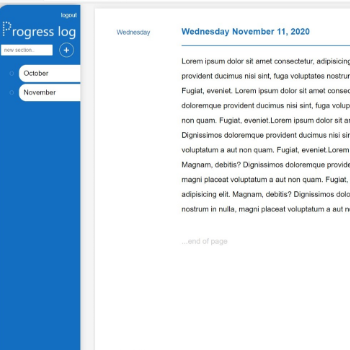 logout
Progress log
new section...
+
October
November
Wednesday
Wednesday November 11, 2020
Lorem ipsum dolor sit amet consectetur, adipisicing
provident ducimus nisi sint, fuga voluptates nostrum
Fugiat, eveniet. Lorem ipsum dolor sit amet consec
doloremque provident ducimus nisi sint, fuga volup
non quam. Fugiat, eveniet.Lorem ipsum dolor sit a
Dignissimos doloremque provident ducimus nisi sin
voluptatum a aut non quam. Fugiat, eveniet.Lorem
Magnam, debitis? Dignissimos doloremque provide
magni placeat voluptatum a aut non quam. Fugiat,
adipisicing elit. Magnam, debitis? Dignissimos dolo
nostrum in nulla, magni placeat voluptatum a aut n
...end of page